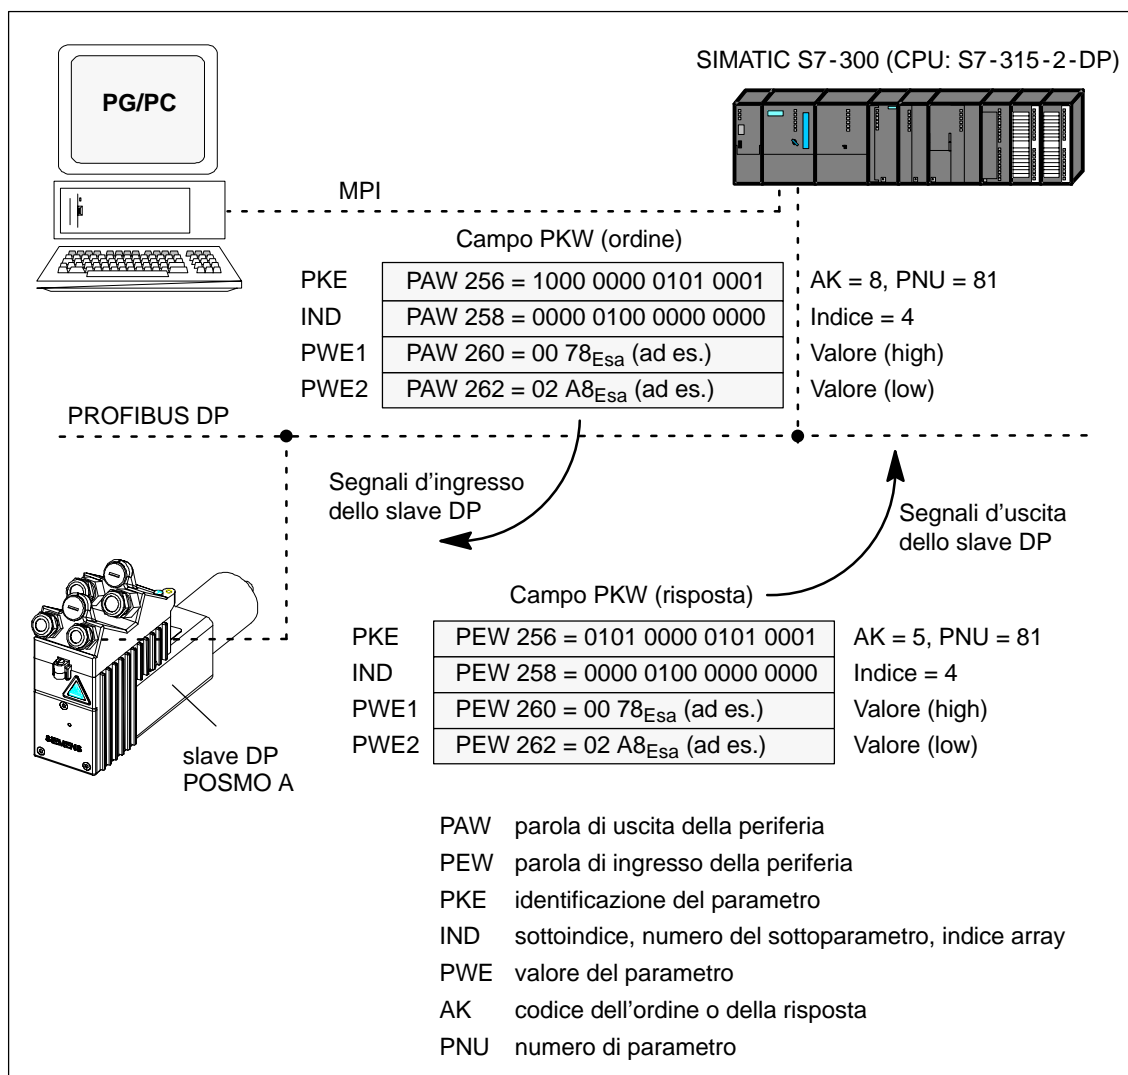 SIMATIC S7-300 (CPU: S7-315-2-DP)
PG/PC
MPI
Campo PKW (ordine)
PKE PAW 256 = 1000 0000 0101 0001 AK = 8, PNU = 81
IND PAW 258 = 0000 0100 0000 0000 Indice = 4
PWE1 PAW 260 = 00 78Esa (ad es.) Valore (high)
PWE2 PAW 262 = 02 A8Esa (ad es.) Valore (low)
PROFIBUS DP
Segnali d'ingresso
dello slave DP
Segnali d'uscita
dello slave DP
Campo PKW (risposta)
PKE PEW 256 = 0101 0000 0101 0001 AK = 5, PNU = 81
IND PEW 258 = 0000 0100 0000 0000 Indice = 4
PWE1 PEW 260 = 00 78Esa (ad es.) Valore (high)
PWE2 PEW 262 = 02 A8Esa (ad es.) Valore (low)
SIEMENS
slave DP
POSMO A
PAW parola di uscita della periferia
PEW parola di ingresso della periferia
PKE identificazione del parametro
IND sottoindice, numero del sottoparametro, indice array
PWE valore del parametro
AK codice dell'ordine o della risposta
PNU numero di parametro